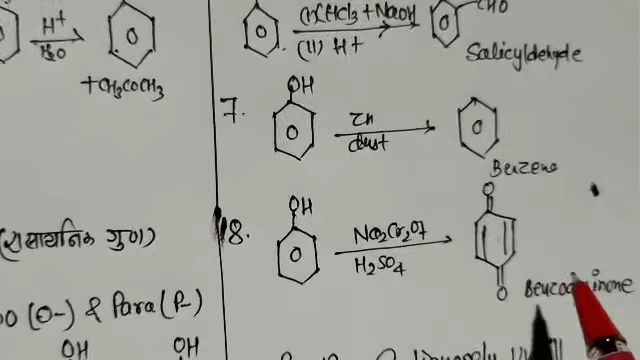 H+
H2O
+CH3COCH3
(रासायनिक गुण)
(O-) & Para(P-)
OH
OH
(i) CHCl3 + NaOH
(ii) H+
CHO
Salicyldehyde
7.
OH
Zn
dust
Benzene
8.
OH
Na2Cr2O7
H2SO4
O
O